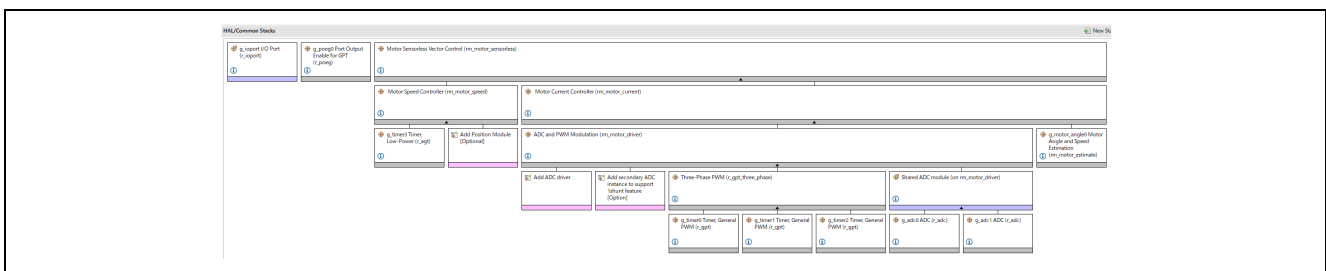 HAL/Common Stacks
New Sta
g_ioport I/O Port
(r_ioport)
g_poeg0 Port Output
Enable for GPT
(r_poeg)
Motor Sensorless Vector Control (rm_motor_sensorless)
Motor Speed Controller (rm_motor_speed)
Motor Current Controller (rm_motor_current)
g_timer3 Timer,
Low-Power (r_agt)
Add Position Module
[Optional]
ADC and PWM Modulation (rm_motor_driver)
g_motor_angle0 Motor
Angle and Speed
Estimation
(rm_motor_estimate)
Add ADC driver
Add secondary ADC
instance to support
1shunt feature
[Option]
Three-Phase PWM (r_gpt_three_phase)
Shared ADC module (on rm_motor_driver)
g_timer0 Timer, General
PWM (r_gpt)
g_timer1 Timer, General
PWM (r_gpt)
g_timer2 Timer, General
PWM (r_gpt)
g_adc0 ADC (r_adc)
g_adc1 ADC (r_adc)